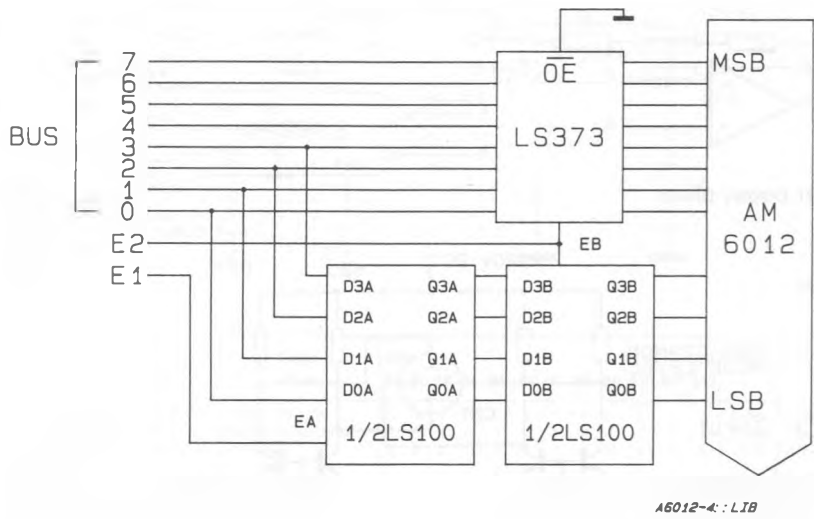 7
6
5
4
3
2
1
0
BUS
E2
E1
OE
LS373
EB
MSB
AM
6012
LSB
D3A Q3A
D2A Q2A
D1A Q1A
D0A Q0A
EA
1/2LS100
D3B Q3B
D2B Q2B
D1B Q1B
D0B Q0B
1/2LS100
A6012-4::LIB